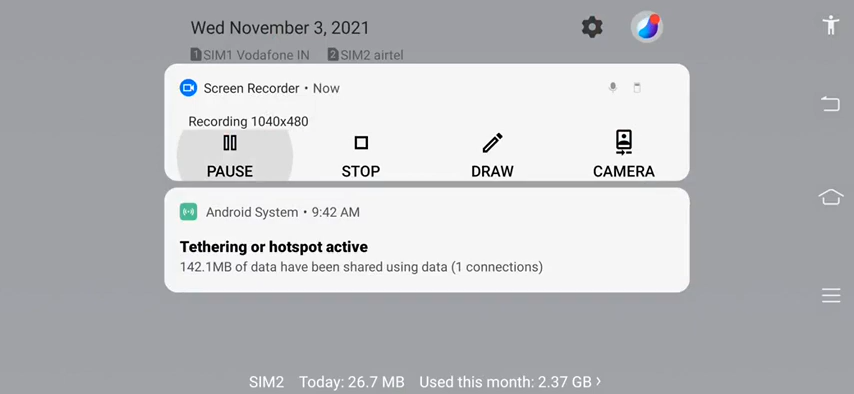 Wed November 3, 2021
1 SIM1 Vodafone IN 2 SIM2 airtel
Screen Recorder • Now
Recording 1040x480
PAUSE STOP DRAW CAMERA
Android System • 9:42 AM
Tethering or hotspot active
142.1MB of data have been shared using data (1 connections)
SIM2 Today: 26.7 MB Used this month: 2.37 GB ›